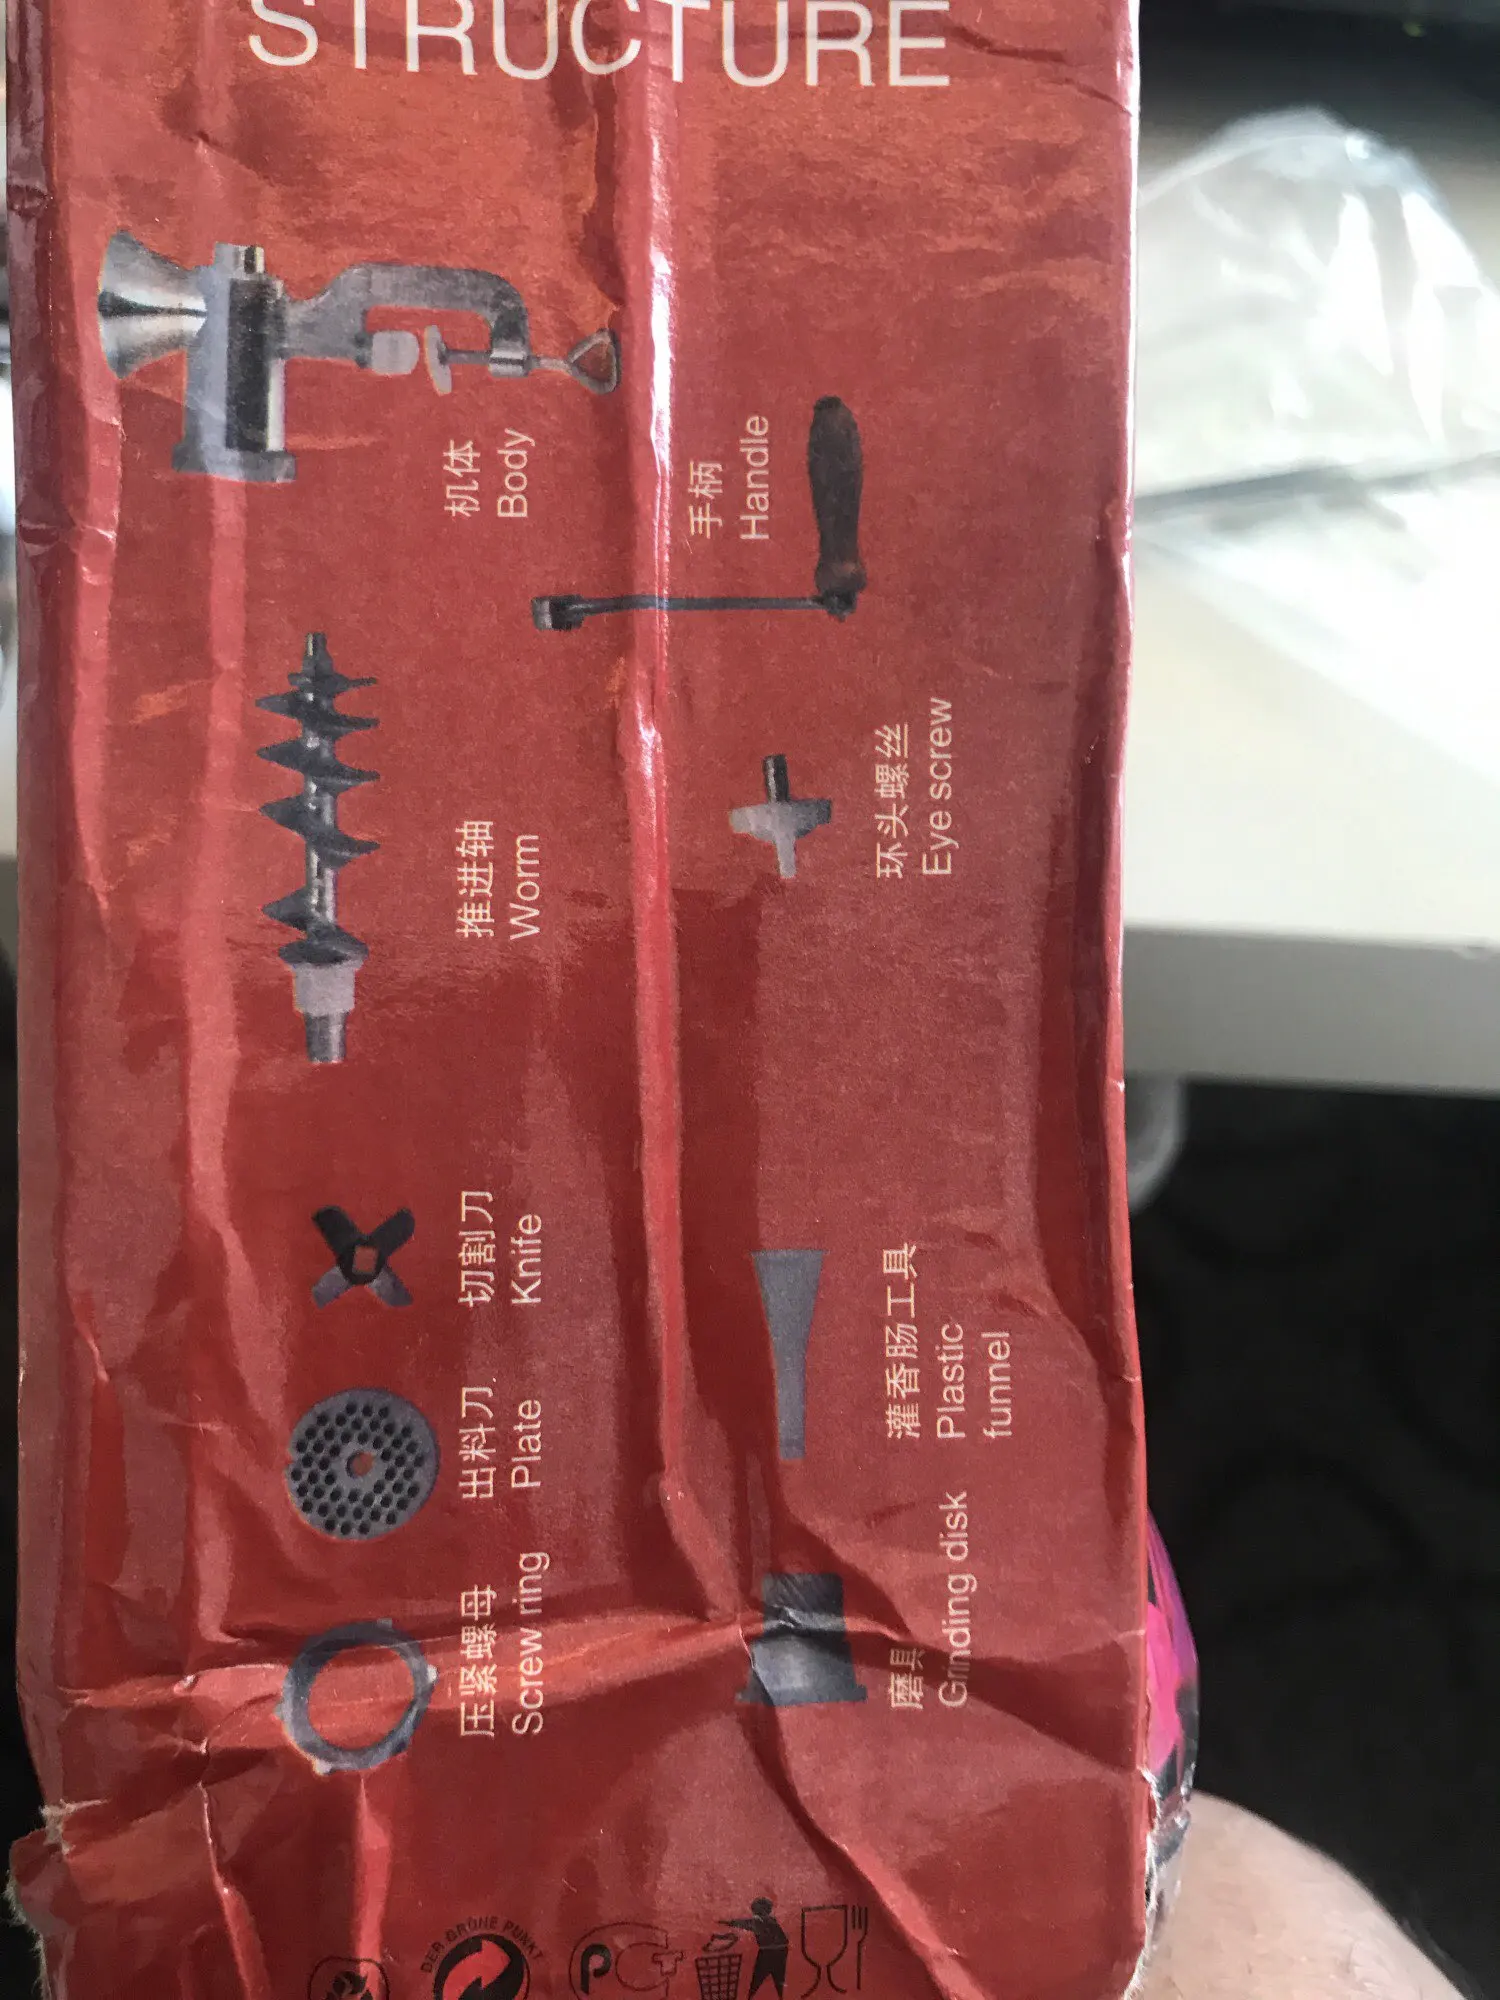 STRUCTURE
机体
Body
手柄
Handle
推进轴
Worm
环头螺丝
Eye screw
切割刀
Knife
出料刀
Plate
压紧螺母
Screw ring
灌香肠工具
Plastic
funnel
磨具
Grinding disk
DER GRÜNE PUNKT